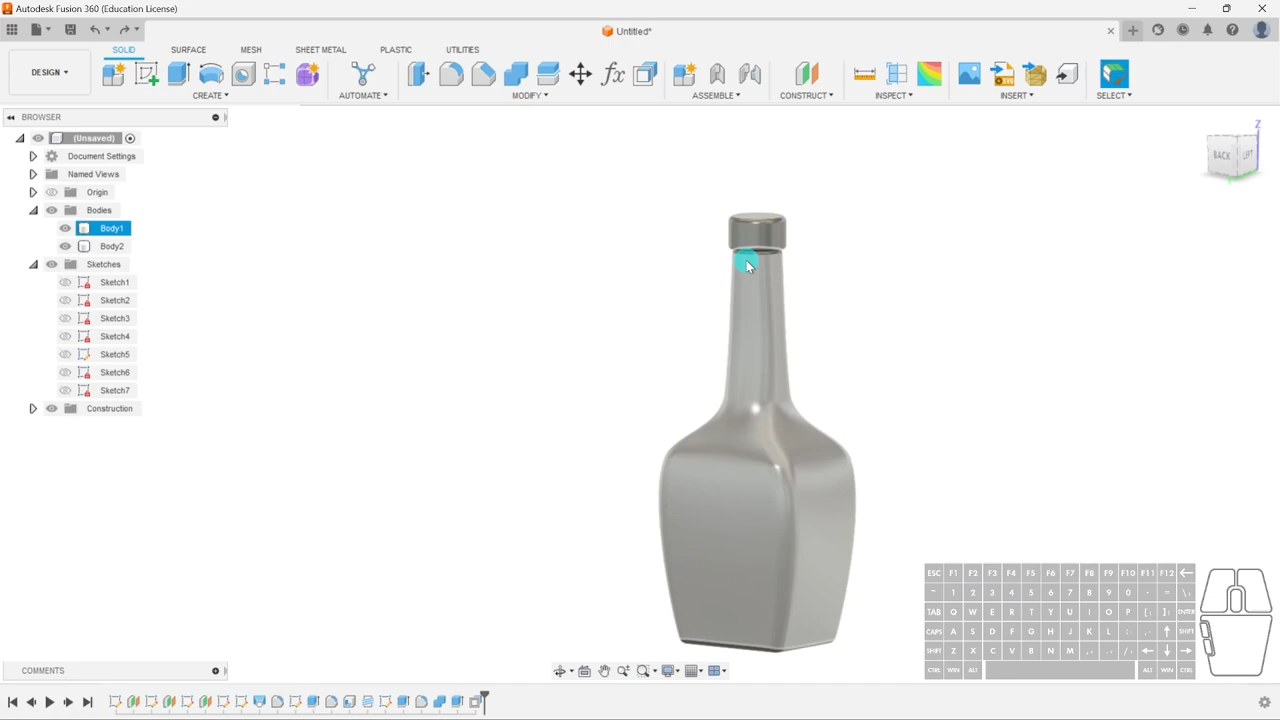 Autodesk Fusion 360 (Education License)
Untitled*
DESIGN
SOLID SURFACE MESH SHEET METAL PLASTIC UTILITIES
CREATE AUTOMATE MODIFY ASSEMBLE CONSTRUCT INSPECT INSERT SELECT
BROWSER
(Unsaved)
Document Settings
Named Views
Origin
Bodies
Body1
Body2
Sketches
Sketch1
Sketch2
Sketch3
Sketch4
Sketch5
Sketch6
Sketch7
Construction
Z
BACK LEFT
ESC F1 F2 F3 F4 F5 F6 F7 F8 F9 F10 F11 F12
~ 1 2 3 4 5 6 7 8 9 0 - =
TAB Q W E R T Y U I O P ENTER
CAPS A S D F G H J K L SHIFT
SHIFT Z X C V B N M
CTRL WIN ALT ALT WIN CTRL
COMMENTS